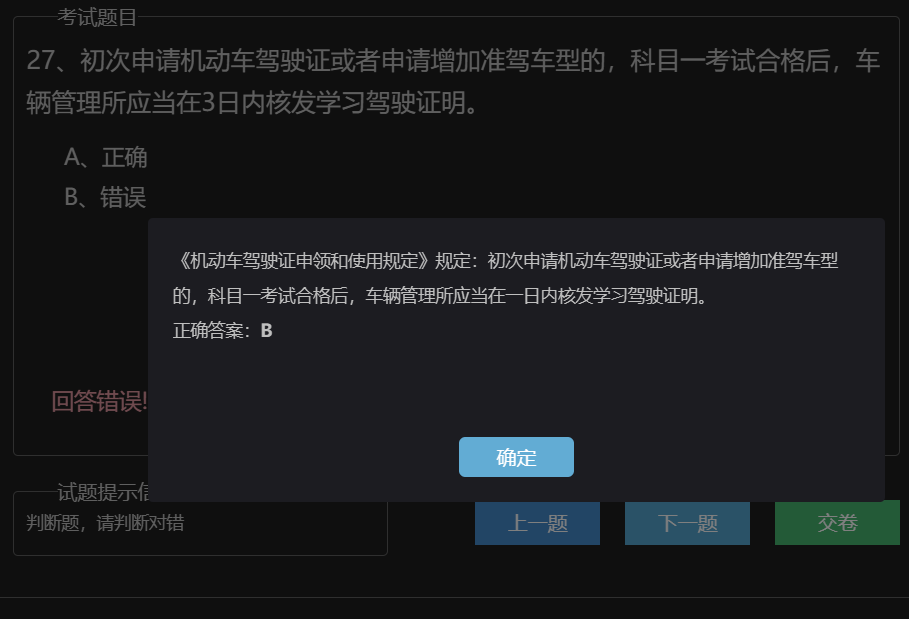 考试题目
27、初次申请机动车驾驶证或者申请增加准驾车型的，科目一考试合格后，车
辆管理所应当在3日内核发学习驾驶证明。
A、正确
B、错误
《机动车驾驶证申领和使用规定》规定：初次申请机动车驾驶证或者申请增加准驾车型
的，科目一考试合格后，车辆管理所应当在一日内核发学习驾驶证明。
正确答案：B
回答错误!
确定
试题提示信
判断题，请判断对错
上一题
下一题
交卷